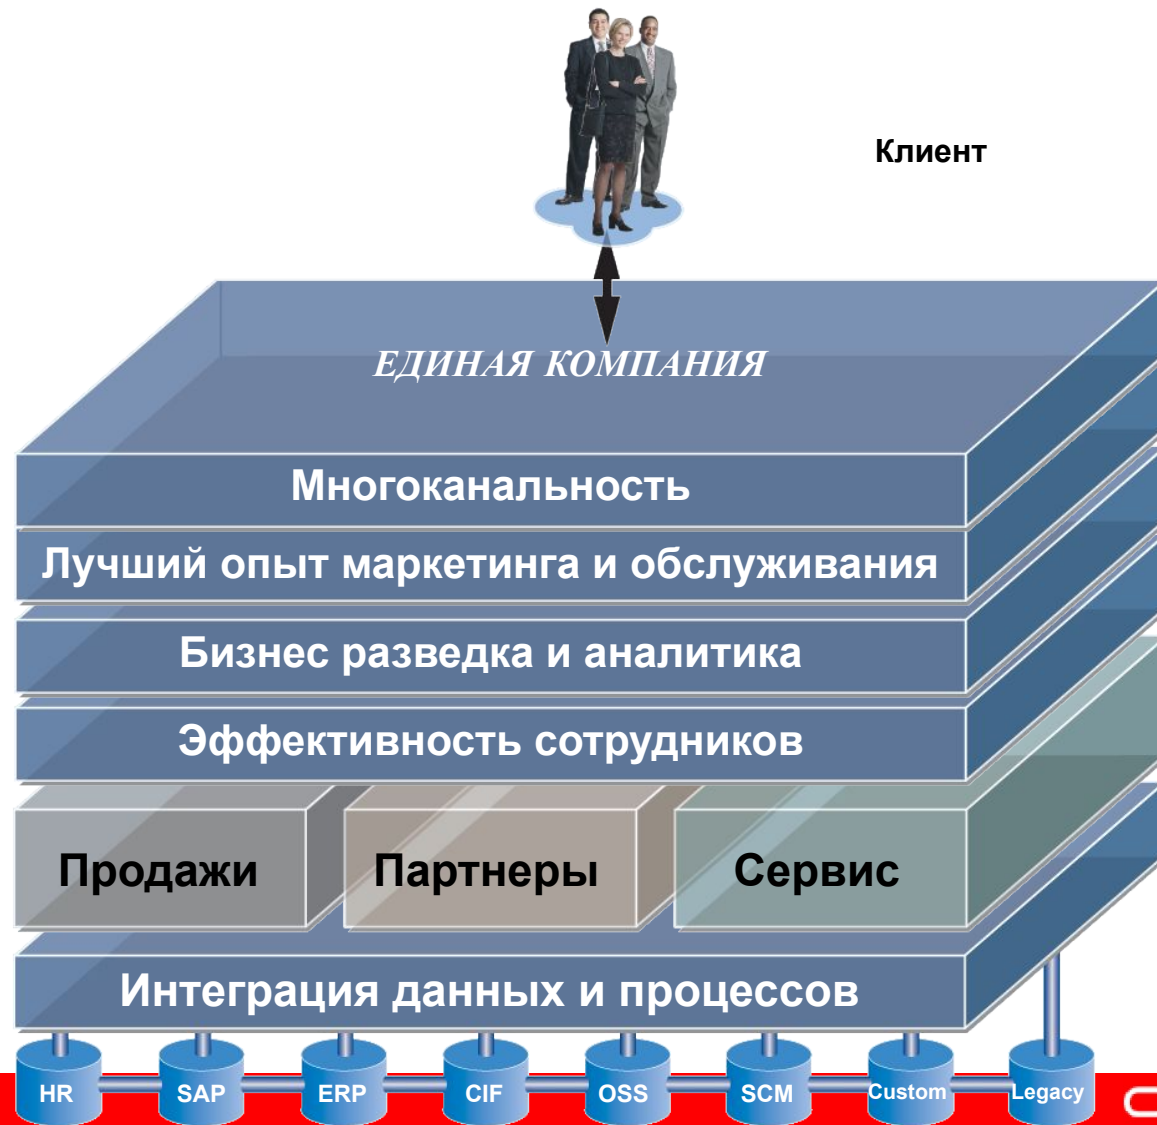 Клиент
ЕДИНАЯ КОМПАНИЯ
Многоканальность
Лучший опыт маркетинга и обслуживания
Бизнес разведка и аналитика
Эффективность сотрудников
Продажи Партнеры Сервис
Интеграция данных и процессов
HR SAP ERP CIF OSS SCM Custom Legacy